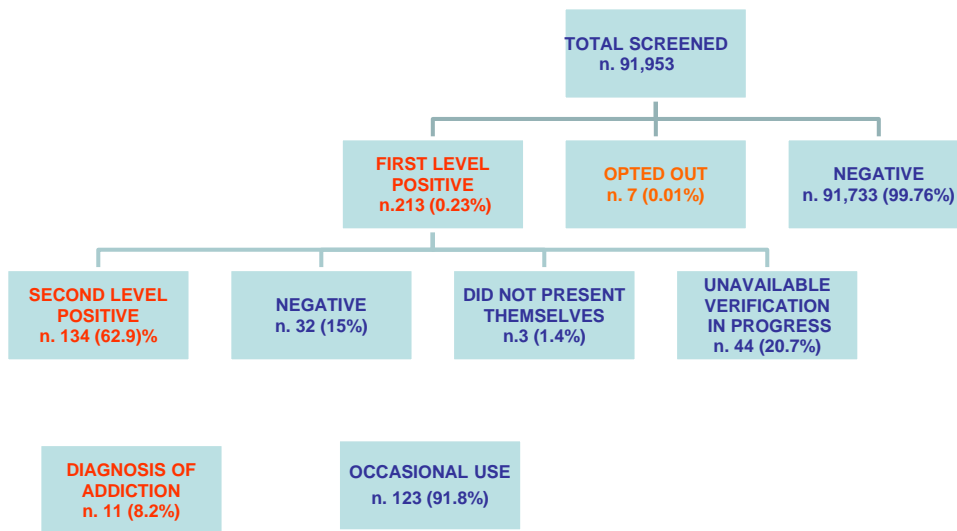 TOTAL SCREENED
n. 91,953
FIRST LEVEL
POSITIVE
n.213 (0.23%)
OPTED OUT
n. 7 (0.01%)
NEGATIVE
n. 91,733 (99.76%)
SECOND LEVEL
POSITIVE
n. 134 (62.9)%
NEGATIVE
n. 32 (15%)
DID NOT PRESENT
THEMSELVES
n.3 (1.4%)
UNAVAILABLE
VERIFICATION
IN PROGRESS
n. 44 (20.7%)
DIAGNOSIS OF
ADDICTION
n. 11 (8.2%)
OCCASIONAL USE
n. 123 (91.8%)